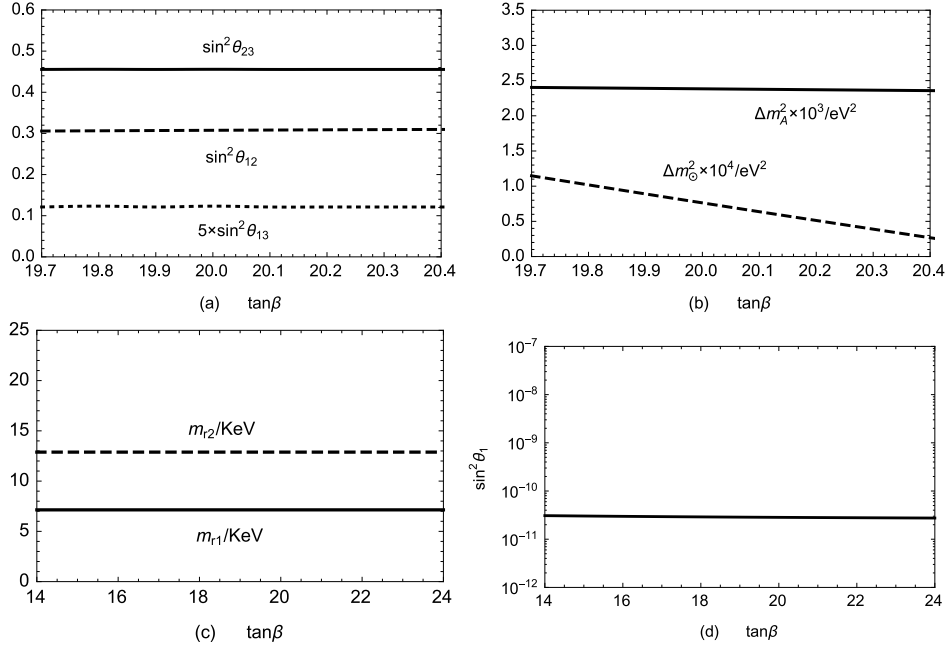 0.6
0.5
0.4
0.3
0.2
0.1
0.0
sin²θ₂₃
sin²θ₁₂
5×sin²θ₁₃
19.7 19.8 19.9 20.0 20.1 20.2 20.3 20.4
(a) tanβ
3.5
3.0
2.5
2.0
1.5
1.0
0.5
0.0
Δm²_A×10³/eV²
Δm²_⊙×10⁴/eV²
19.7 19.8 19.9 20.0 20.1 20.2 20.3 20.4
(b) tanβ
25
20
15
10
5
0
m_r2/KeV
m_r1/KeV
14 16 18 20 22 24
(c) tanβ
sin²θ₁
10⁻⁷
10⁻⁸
10⁻⁹
10⁻¹⁰
10⁻¹¹
10⁻¹²
14 16 18 20 22 24
(d) tanβ